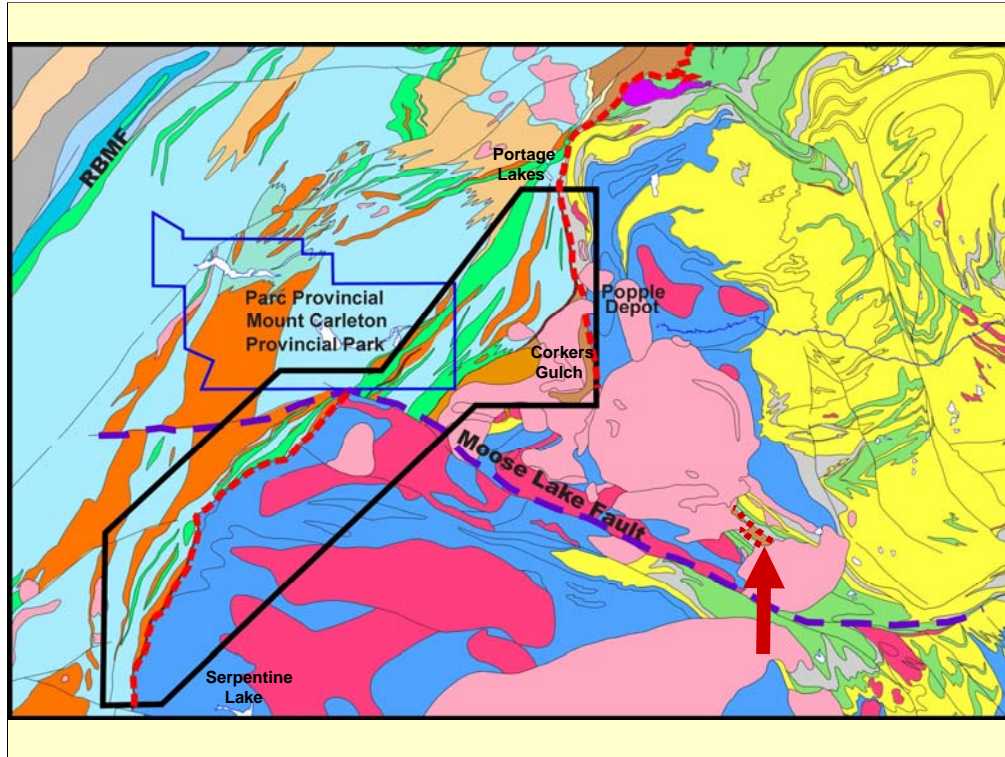 RBMF
Portage
Lakes
Parc Provincial
Mount Carleton
Provincial Park
Popple
Depot
Corkers
Gulch
Moose Lake Fault
Serpentine
Lake